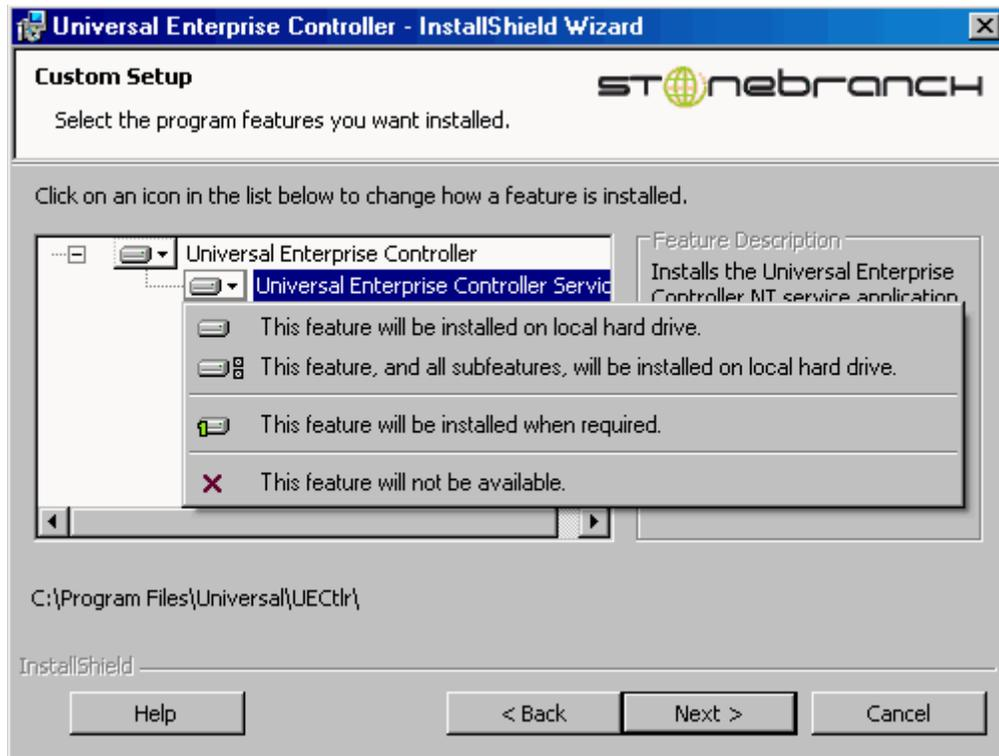 Universal Enterprise Controller - InstallShield Wizard
Custom Setup
STONEBRANCH
Select the program features you want installed.
Click on an icon in the list below to change how a feature is installed.
Universal Enterprise Controller
Universal Enterprise Controller Servic
Feature Description
Installs the Universal Enterprise
Controller NT service application
This feature will be installed on local hard drive.
This feature, and all subfeatures, will be installed on local hard drive.
This feature will be installed when required.
This feature will not be available.
C:\Program Files\Universal\UECtlr\
InstallShield
Help
< Back
Next >
Cancel